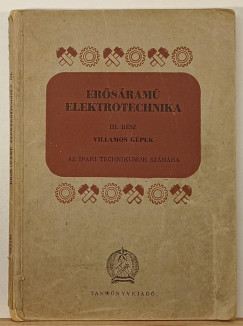 ERŐSÁRAMÚ
ELEKTROTECHNIKA
III. RÉSZ
VILLAMOS GÉPEK
AZ IPARI TECHNIKUMOK SZÁMÁRA
TANKÖNYVKIADÓ